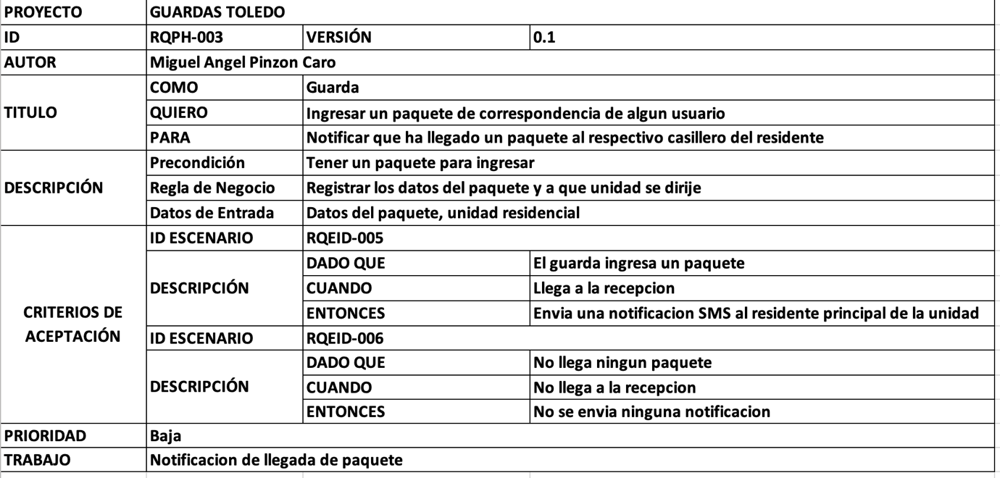 PROYECTO GUARDAS TOLEDO
ID RQPH-003 VERSIÓN 0.1
AUTOR Miguel Angel Pinzon Caro
TITULO
COMO Guarda
QUIERO Ingresar un paquete de correspondencia de algun usuario
PARA Notificar que ha llegado un paquete al respectivo casillero del residente
DESCRIPCIÓN
Precondición Tener un paquete para ingresar
Regla de Negocio Registrar los datos del paquete y a que unidad se dirije
Datos de Entrada Datos del paquete, unidad residencial
CRITERIOS DE
ACEPTACIÓN
ID ESCENARIO RQEID-005
DESCRIPCIÓN
DADO QUE El guarda ingresa un paquete
CUANDO Llega a la recepcion
ENTONCES Envia una notificacion SMS al residente principal de la unidad
ID ESCENARIO RQEID-006
DESCRIPCIÓN
DADO QUE No llega ningun paquete
CUANDO No llega a la recepcion
ENTONCES No se envia ninguna notificacion
PRIORIDAD Baja
TRABAJO Notificacion de llegada de paquete